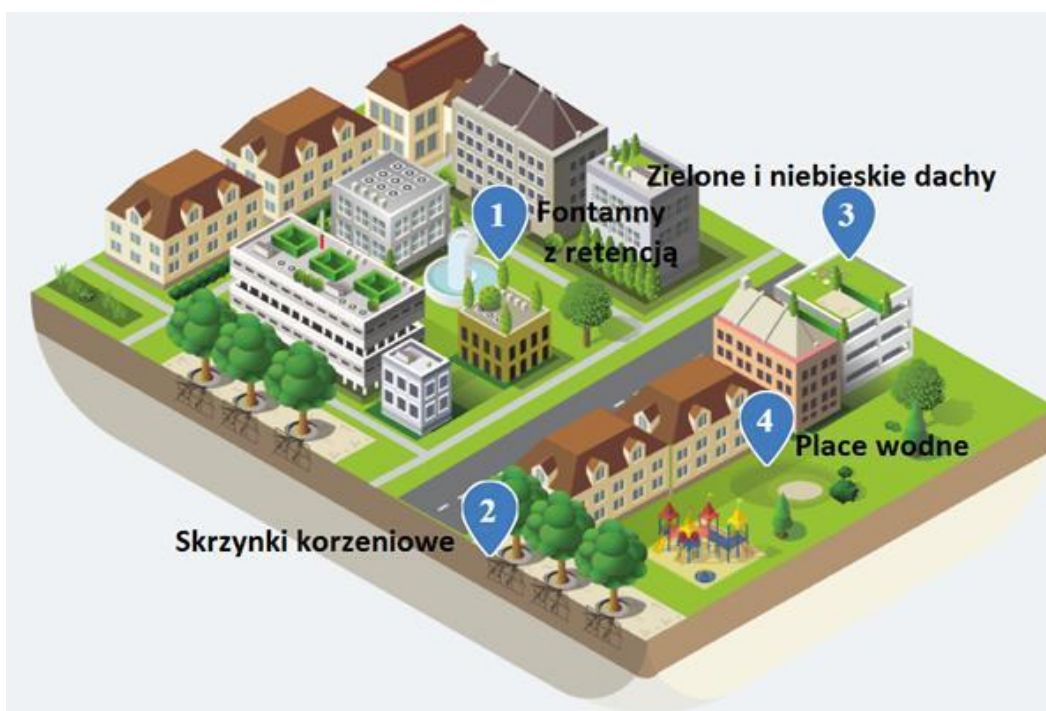 Zielone i niebieskie dachy
3
1
Fontanny
z retencją
4
Place wodne
2
Skrzynki korzeniowe